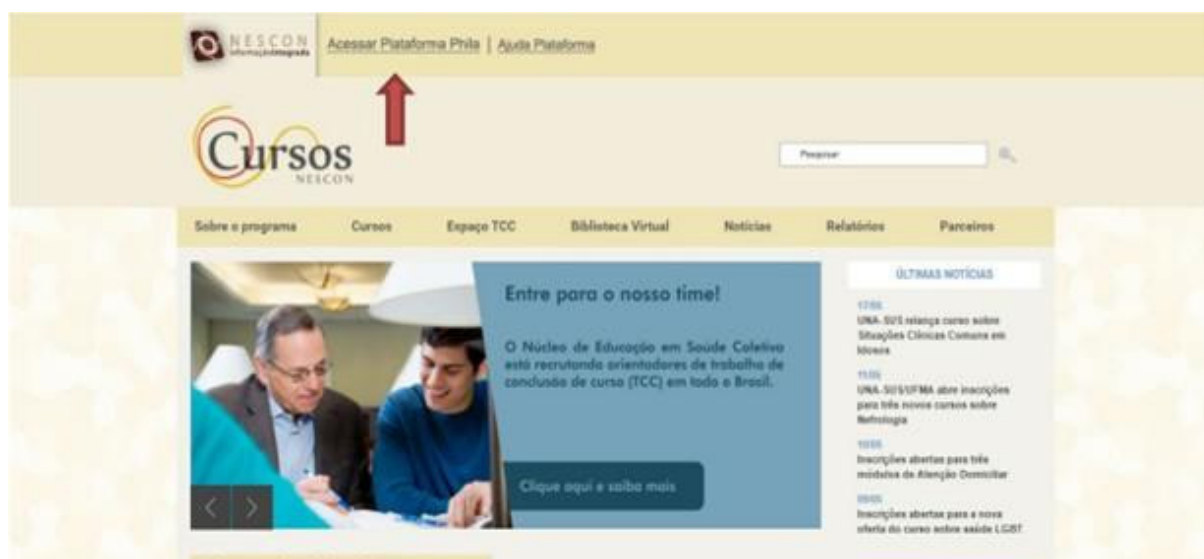 NESCON
informaçãointegrada
Acessar Plataforma Phila | Ajuda Plataforma
Cursos
NESCON
Pesquisar
Sobre o programa Cursos Espaço TCC Biblioteca Virtual Notícias Relatórios Parceiros
Entre para o nosso time!
O Núcleo de Educação em Saúde Coletiva
está recrutando orientadores de trabalho de
conclusão de curso (TCC) em todo o Brasil.
Clique aqui e saiba mais
ÚLTIMAS NOTÍCIAS
UNA-SUS relança curso sobre
Situações Clínicas Comuns em
Idosos
UNA-SUS/UFMA abre inscrições
para três novos cursos sobre
Nefrologia
Inscrições abertas para três
módulos de Atenção Domiciliar
Inscrições abertas para a nova
oferta do curso sobre saúde LGBT